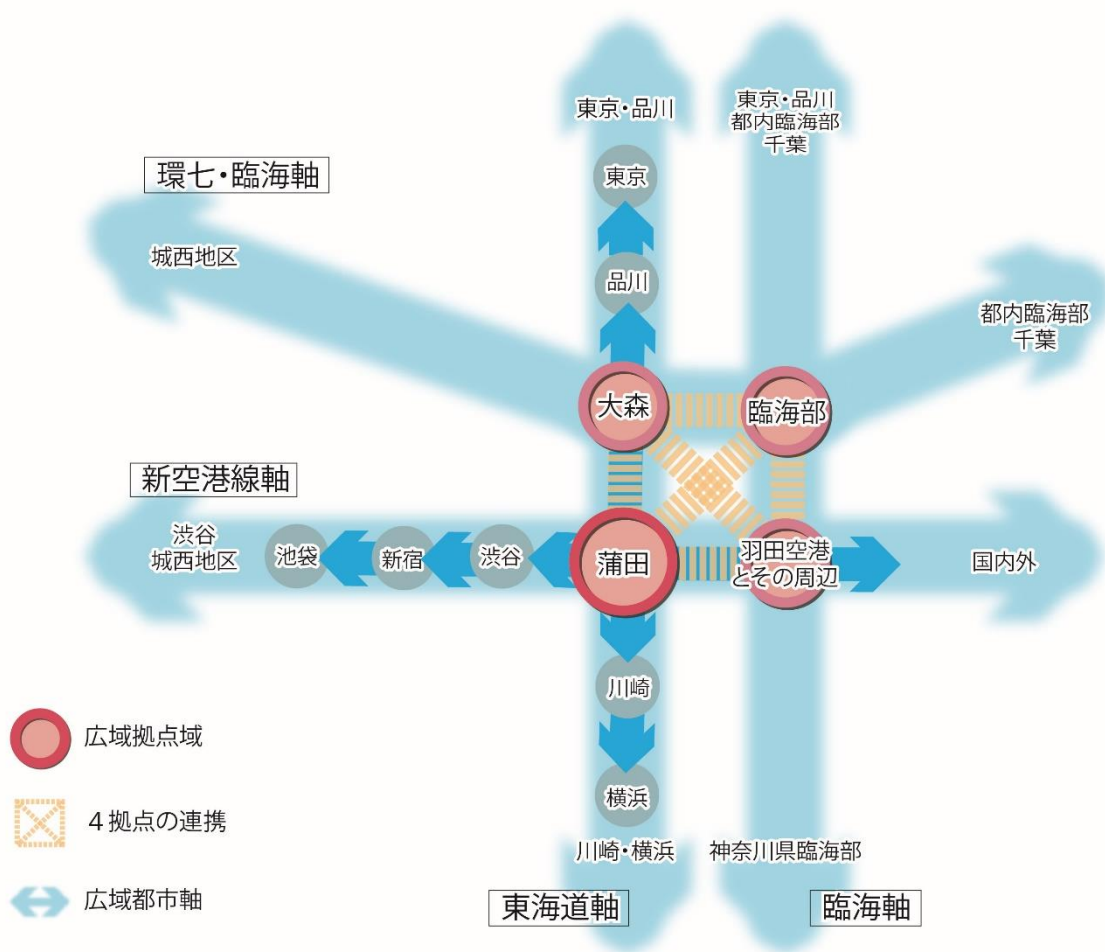 東京・品川
東京・品川
都内臨海部
千葉
環七・臨海軸
東京
城西地区
品川
都内臨海部
千葉
大森
臨海部
新空港線軸
渋谷
城西地区
池袋
新宿
渋谷
蒲田
羽田空港
とその周辺
国内外
川崎
広域拠点域
横浜
4拠点の連携
川崎・横浜
神奈川県臨海部
広域都市軸
東海道軸
臨海軸